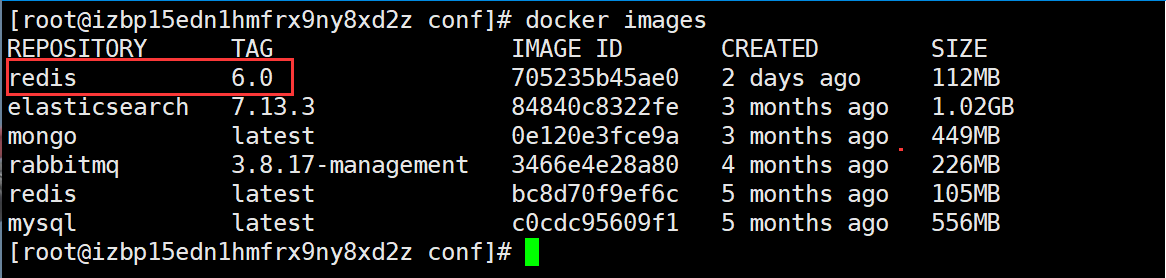 [root@izbp15edn1hmfrx9ny8xd2z conf]# docker images
REPOSITORY TAG IMAGE ID CREATED SIZE
redis 6.0 705235b45ae0 2 days ago 112MB
elasticsearch 7.13.3 84840c8322fe 3 months ago 1.02GB
mongo latest 0e120e3fce9a 3 months ago 449MB
rabbitmq 3.8.17-management 3466e4e28a80 4 months ago 226MB
redis latest bc8d70f9ef6c 5 months ago 105MB
mysql latest c0cdc95609f1 5 months ago 556MB
[root@izbp15edn1hmfrx9ny8xd2z conf]#